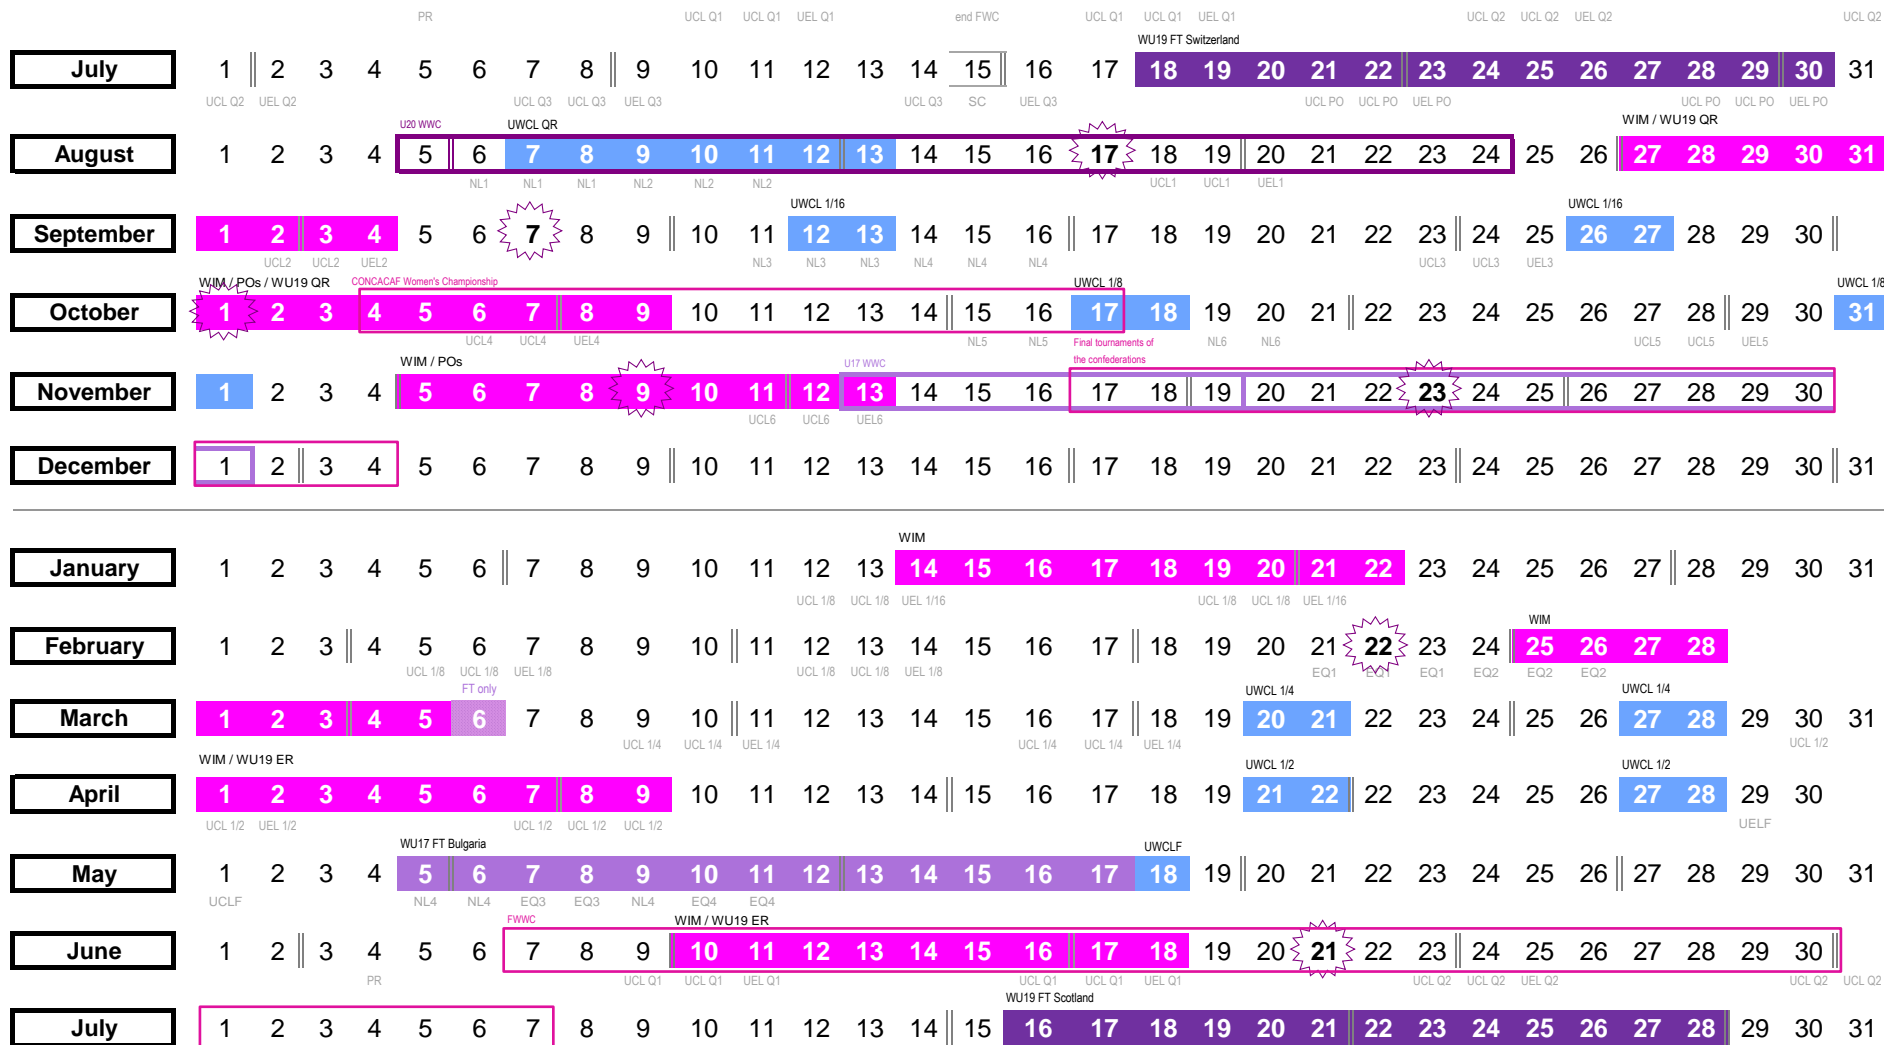 PR UCL Q1 UCL Q1 UEL Q1 end FWC UCL Q1 UCL Q1 UEL Q1 UCL Q2 UCL Q2 UEL Q2 UCL Q2
WU19 FT Switzerland
July 1 2 3 4 5 6 7 8 9 10 11 12 13 14 15 16 17 18 19 20 21 22 23 24 25 26 27 28 29 30 31
UCL Q2 UEL Q2 UCL Q3 UCL Q3 UEL Q3 UCL Q3 SC UEL Q3 UCL PO UCL PO UEL PO UCL PO UCL PO UEL PO
U20 WWC UWCL QR WIM / WU19 QR
August 1 2 3 4 5 6 7 8 9 10 11 12 13 14 15 16 17 18 19 20 21 22 23 24 25 26 27 28 29 30 31
NL1 NL1 NL1 NL2 NL2 NL2 UCL1 UCL1 UEL1
UWCL 1/16 UWCL 1/16
September 1 2 3 4 5 6 7 8 9 10 11 12 13 14 15 16 17 18 19 20 21 22 23 24 25 26 27 28 29 30
UCL2 UCL2 UEL2 NL3 NL3 NL3 NL4 NL4 NL4 UCL3 UCL3 UEL3
WIM / POs / WU19 QR CONCACAF Women's Championship UWCL 1/8 UWCL 1/8
October 1 2 3 4 5 6 7 8 9 10 11 12 13 14 15 16 17 18 19 20 21 22 23 24 25 26 27 28 29 30 31
UCL4 UCL4 UEL4 NL5 NL5 NL6 NL6 UCL5 UCL5 UEL5
Final tournaments of
WIM / POs U17 WWC the confederations
November 1 2 3 4 5 6 7 8 9 10 11 12 13 14 15 16 17 18 19 20 21 22 23 24 25 26 27 28 29 30
UCL6 UCL6 UEL6
December 1 2 3 4 5 6 7 8 9 10 11 12 13 14 15 16 17 18 19 20 21 22 23 24 25 26 27 28 29 30 31
WIM
January 1 2 3 4 5 6 7 8 9 10 11 12 13 14 15 16 17 18 19 20 21 22 23 24 25 26 27 28 29 30 31
UCL 1/8 UCL 1/8 UEL 1/16 UCL 1/8 UCL 1/8 UEL 1/16
WIM
February 1 2 3 4 5 6 7 8 9 10 11 12 13 14 15 16 17 18 19 20 21 22 23 24 25 26 27 28
UCL 1/8 UCL 1/8 UEL 1/8 UCL 1/8 UCL 1/8 UEL 1/8 EQ1 EQ1 EQ1 EQ2 EQ2 EQ2
FT only UWCL 1/4 UWCL 1/4
March 1 2 3 4 5 6 7 8 9 10 11 12 13 14 15 16 17 18 19 20 21 22 23 24 25 26 27 28 29 30 31
UCL 1/4 UCL 1/4 UEL 1/4 UCL 1/4 UCL 1/4 UEL 1/4 UCL 1/2
WIM / WU19 ER UWCL 1/2 UWCL 1/2
April 1 2 3 4 5 6 7 8 9 10 11 12 13 14 15 16 17 18 19 21 22 22 23 24 25 26 27 28 29 30
UCL 1/2 UEL 1/2 UCL 1/2 UCL 1/2 UCL 1/2 UELF
WU17 FT Bulgaria UWCLF
May 1 2 3 4 5 6 7 8 9 10 11 12 13 14 15 16 17 18 19 20 21 22 23 24 25 26 27 28 29 30 31
UCLF NL4 NL4 EQ3 EQ3 NL4 EQ4 EQ4
FWWC WIM / WU19 ER
June 1 2 3 4 5 6 7 8 9 10 11 12 13 14 15 16 17 18 19 20 21 22 23 24 25 26 27 28 29 30
PR UCL Q1 UCL Q1 UEL Q1 UCL Q1 UCL Q1 UEL Q1 UCL Q2 UCL Q2 UEL Q2 UCL Q2 UCL Q2
WU19 FT Scotland
July 1 2 3 4 5 6 7 8 9 10 11 12 13 14 15 16 17 18 19 20 21 22 23 24 25 26 27 28 29 30 31